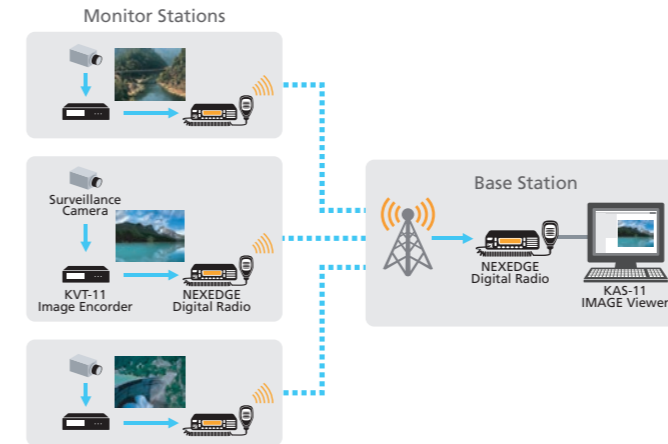 Monitor Stations
Surveillance
Camera
KVT-11
Image Encorder
NEXEDGE
Digital Radio
Base Station
NEXEDGE
Digital Radio
KAS-11
IMAGE Viewer